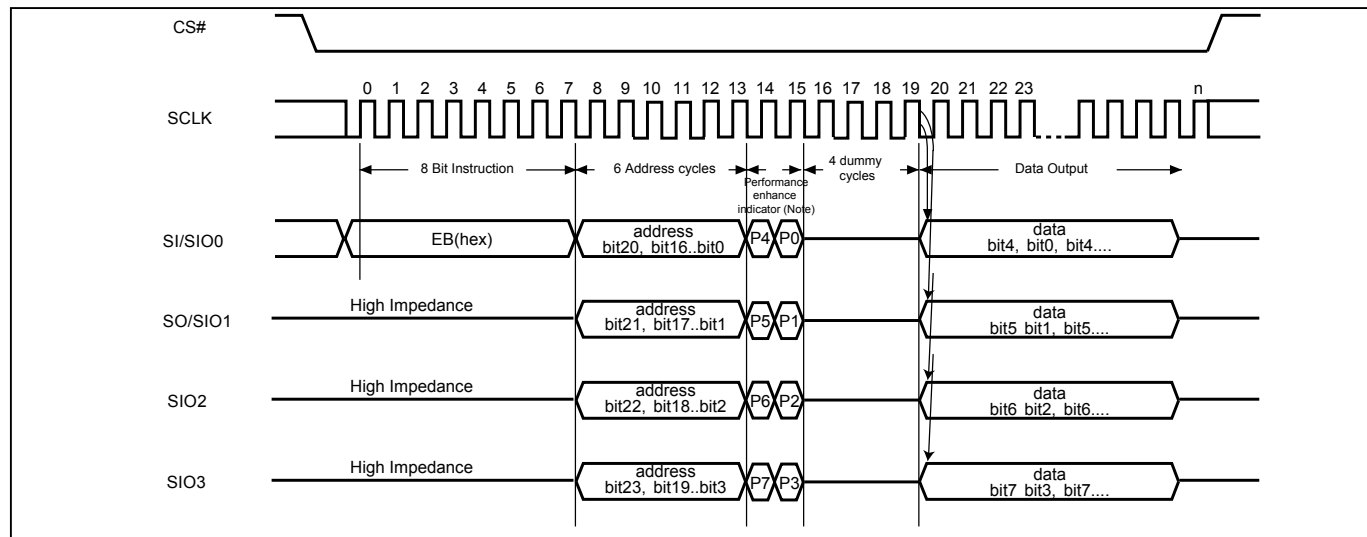 CS#
0 1 2 3 4 5 6 7 8 9 10 11 12 13 14 15 16 17 18 19 20 21 22 23 n
SCLK
8 Bit Instruction
6 Address cycles
Performance
enhance
indicator (Note)
4 dummy
cycles
Data Output
SI/SIO0
EB(hex)
address
bit20, bit16..bit0
P4 P0
data
bit4, bit0, bit4....
SO/SIO1
High Impedance
address
bit21, bit17..bit1
P5 P1
data
bit5 bit1, bit5....
SIO2
High Impedance
address
bit22, bit18..bit2
P6 P2
data
bit6 bit2, bit6....
SIO3
High Impedance
address
bit23, bit19..bit3
P7 P3
data
bit7 bit3, bit7....